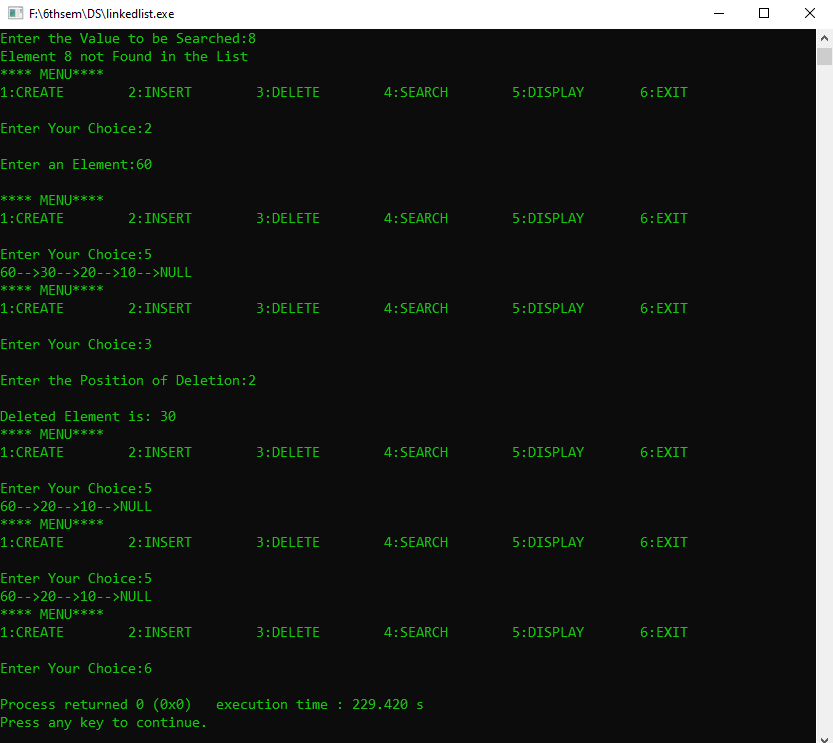 F:\6thsem\DS\linkedlist.exe
Enter the Value to be Searched:8
Element 8 not Found in the List
**** MENU****
1:CREATE        2:INSERT        3:DELETE        4:SEARCH        5:DISPLAY       6:EXIT
Enter Your Choice:2
Enter an Element:60
**** MENU****
1:CREATE        2:INSERT        3:DELETE        4:SEARCH        5:DISPLAY       6:EXIT
Enter Your Choice:5
60-->30-->20-->10-->NULL
**** MENU****
1:CREATE        2:INSERT        3:DELETE        4:SEARCH        5:DISPLAY       6:EXIT
Enter Your Choice:3
Enter the Position of Deletion:2
Deleted Element is: 30
**** MENU****
1:CREATE        2:INSERT        3:DELETE        4:SEARCH        5:DISPLAY       6:EXIT
Enter Your Choice:5
60-->20-->10-->NULL
**** MENU****
1:CREATE        2:INSERT        3:DELETE        4:SEARCH        5:DISPLAY       6:EXIT
Enter Your Choice:5
60-->20-->10-->NULL
**** MENU****
1:CREATE        2:INSERT        3:DELETE        4:SEARCH        5:DISPLAY       6:EXIT
Enter Your Choice:6
Process returned 0 (0x0)   execution time : 229.420 s
Press any key to continue.